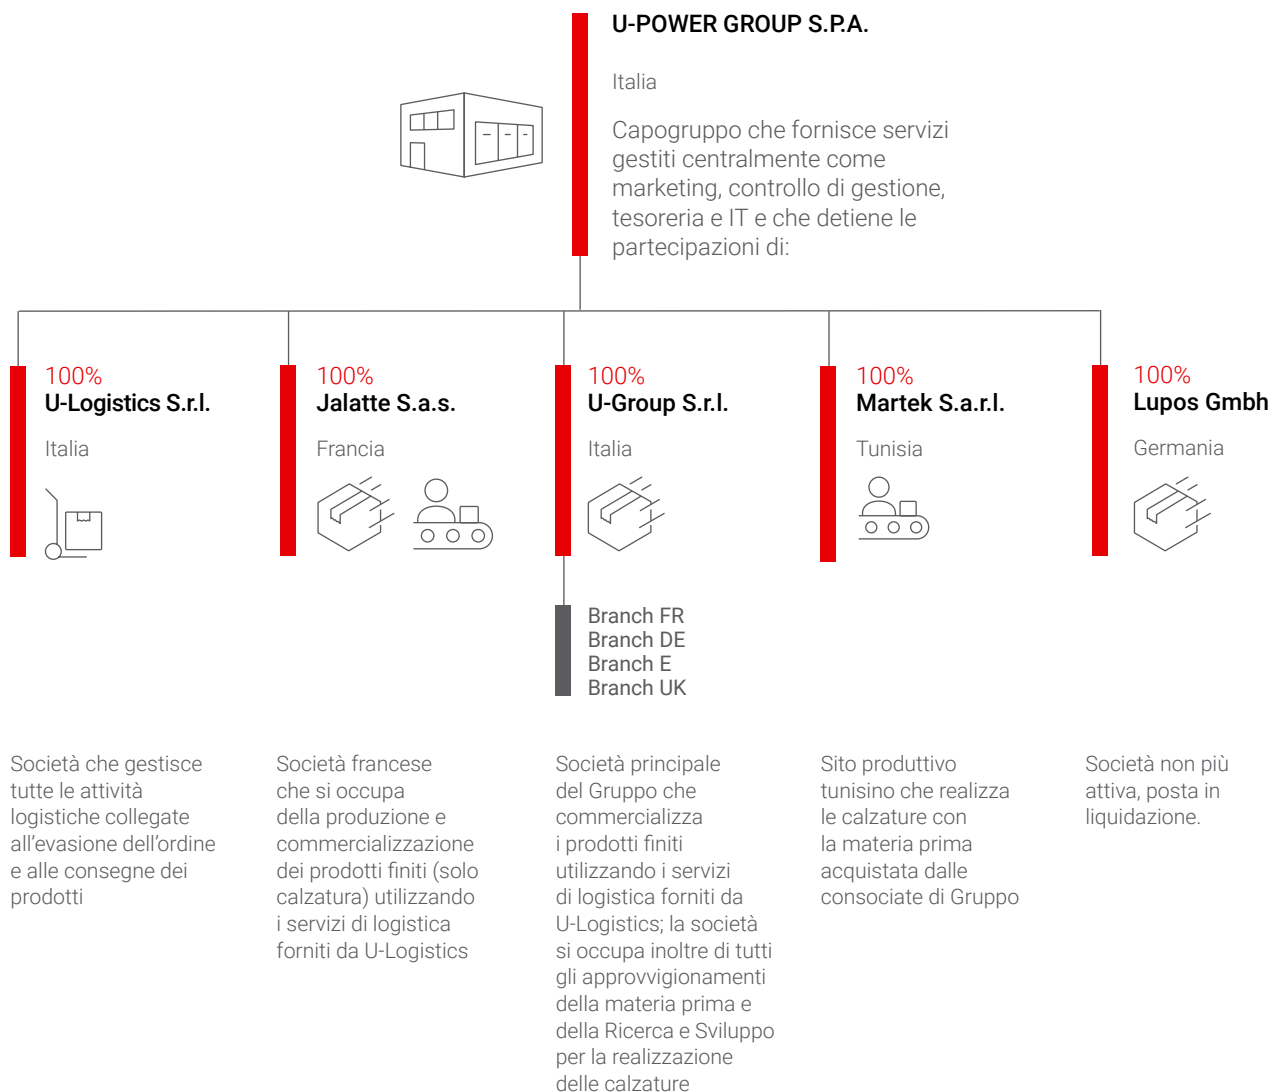 U-POWER GROUP S.P.A.
Italia
Capogruppo che fornisce servizi
gestiti centralmente come
marketing, controllo di gestione,
tesoreria e IT e che detiene le
partecipazioni di:
100%
U-Logistics S.r.l.
Italia
100%
Jalatte S.a.s.
Francia
100%
U-Group S.r.l.
Italia
100%
Martek S.a.r.l.
Tunisia
100%
Lupos Gmbh
Germania
Branch FR
Branch DE
Branch E
Branch UK
Società che gestisce
tutte le attività
logistiche collegate
all'evasione dell'ordine
e alle consegne dei
prodotti
Società francese
che si occupa
della produzione e
commercializzazione
dei prodotti finiti (solo
calzatura) utilizzando
i servizi di logistica
forniti da U-Logistics
Società principale
del Gruppo che
commercializza
i prodotti finiti
utilizzando i servizi
di logistica forniti da
U-Logistics; la società
si occupa inoltre di tutti
gli approvvigionamenti
della materia prima e
della Ricerca e Sviluppo
per la realizzazione
delle calzature
Sito produttivo
tunisino che realizza
le calzature con
la materia prima
acquistata dalle
consociate di Gruppo
Società non più
attiva, posta in
liquidazione.